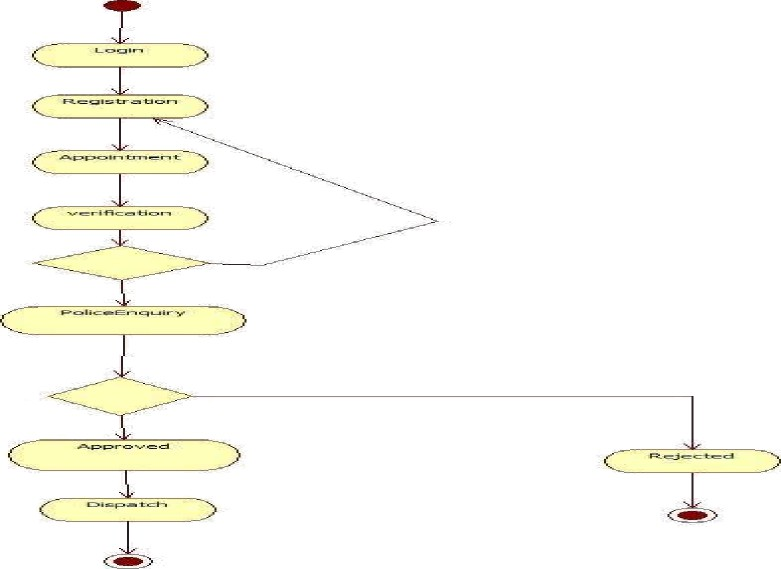 Login
Registration
Appointment
verification
PoliceEnquiry
Approved
Rejected
Dispatch